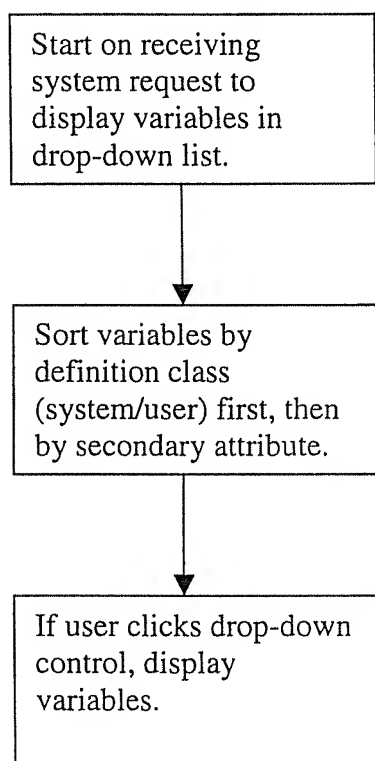 Start on receiving
system request to
display variables in
drop-down list.
Sort variables by
definition class
(system/user) first, then
by secondary attribute.
If user clicks drop-down
control, display
variables.